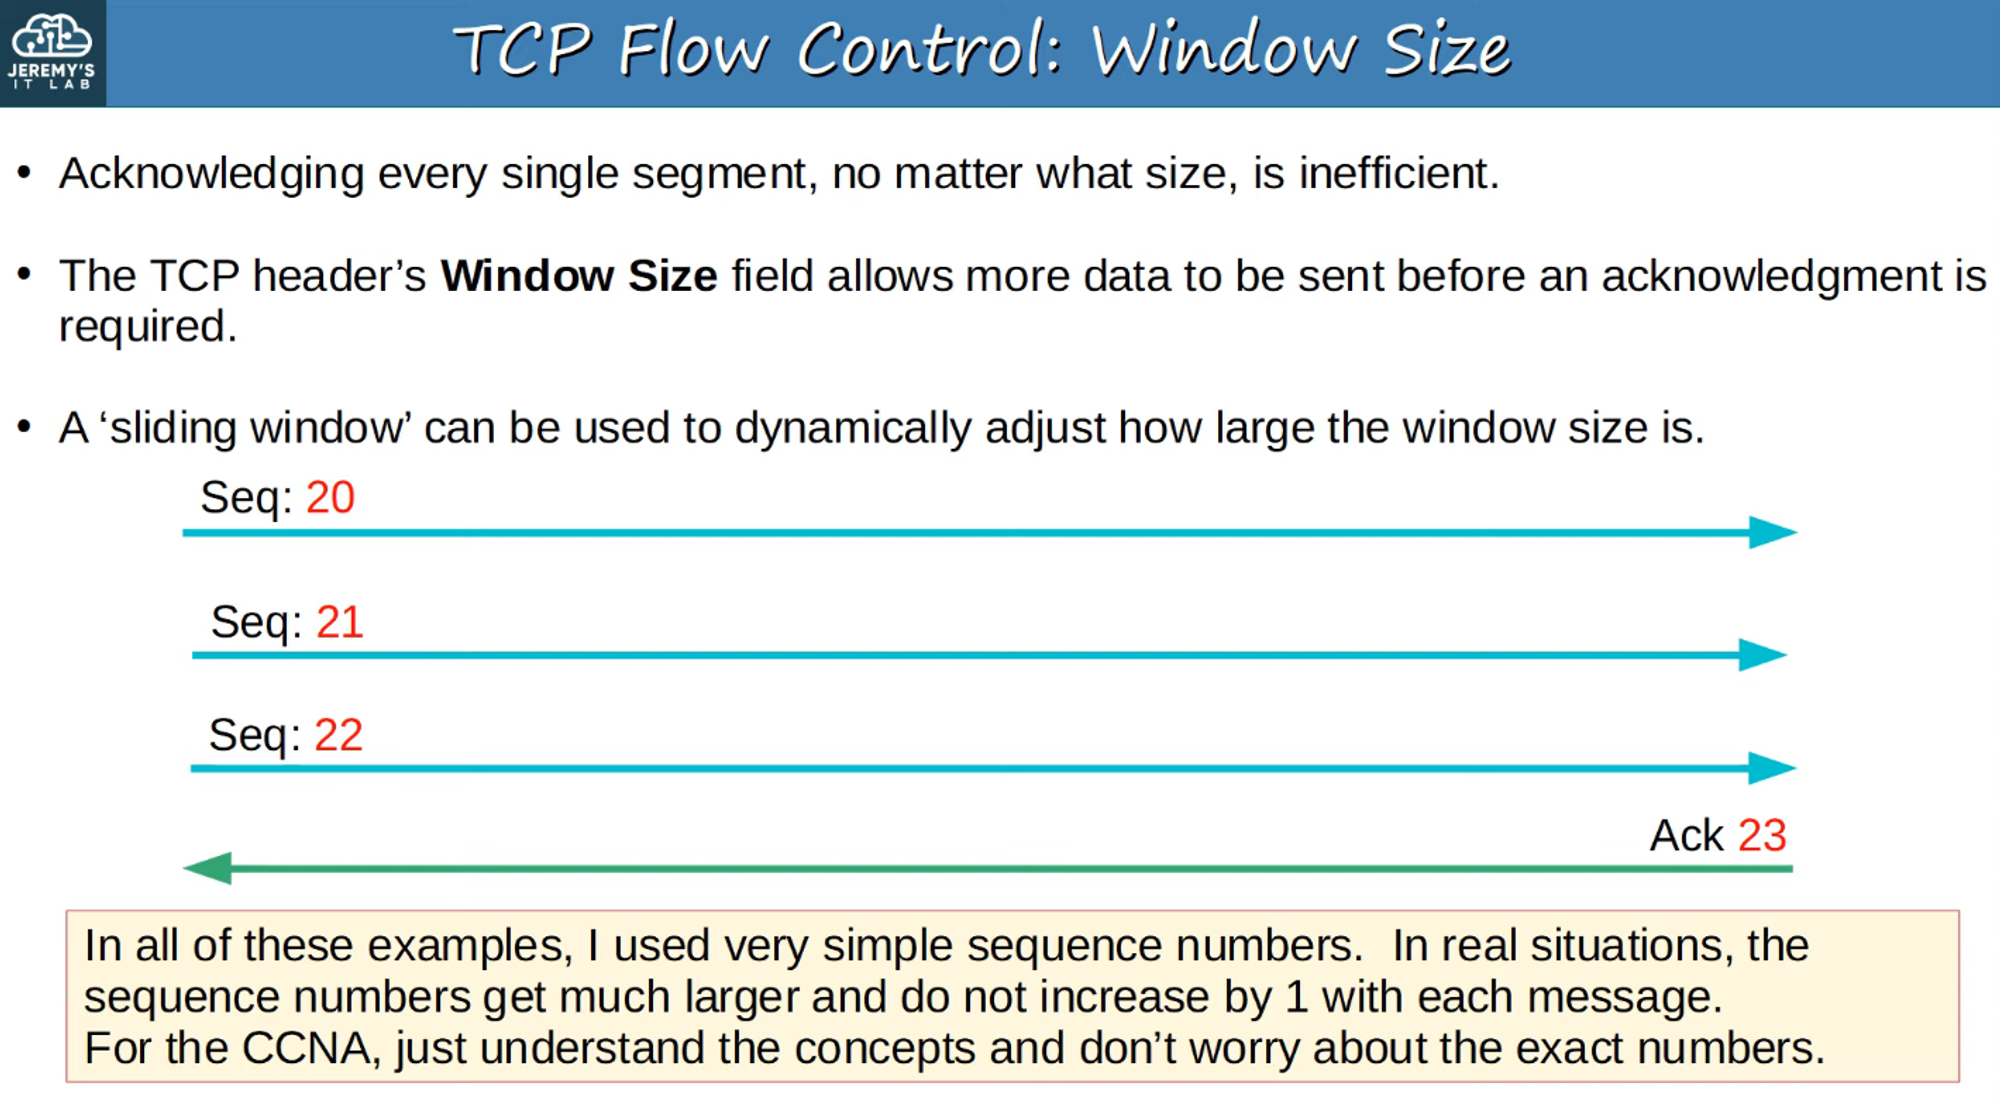 JEREMY'S
IT LAB
TCP Flow Control: Window Size
• Acknowledging every single segment, no matter what size, is inefficient.
• The TCP header’s Window Size field allows more data to be sent before an acknowledgment is
required.
• A ‘sliding window’ can be used to dynamically adjust how large the window size is.
Seq: 20
Seq: 21
Seq: 22
Ack 23
In all of these examples, I used very simple sequence numbers.  In real situations, the
sequence numbers get much larger and do not increase by 1 with each message.
For the CCNA, just understand the concepts and don’t worry about the exact numbers.